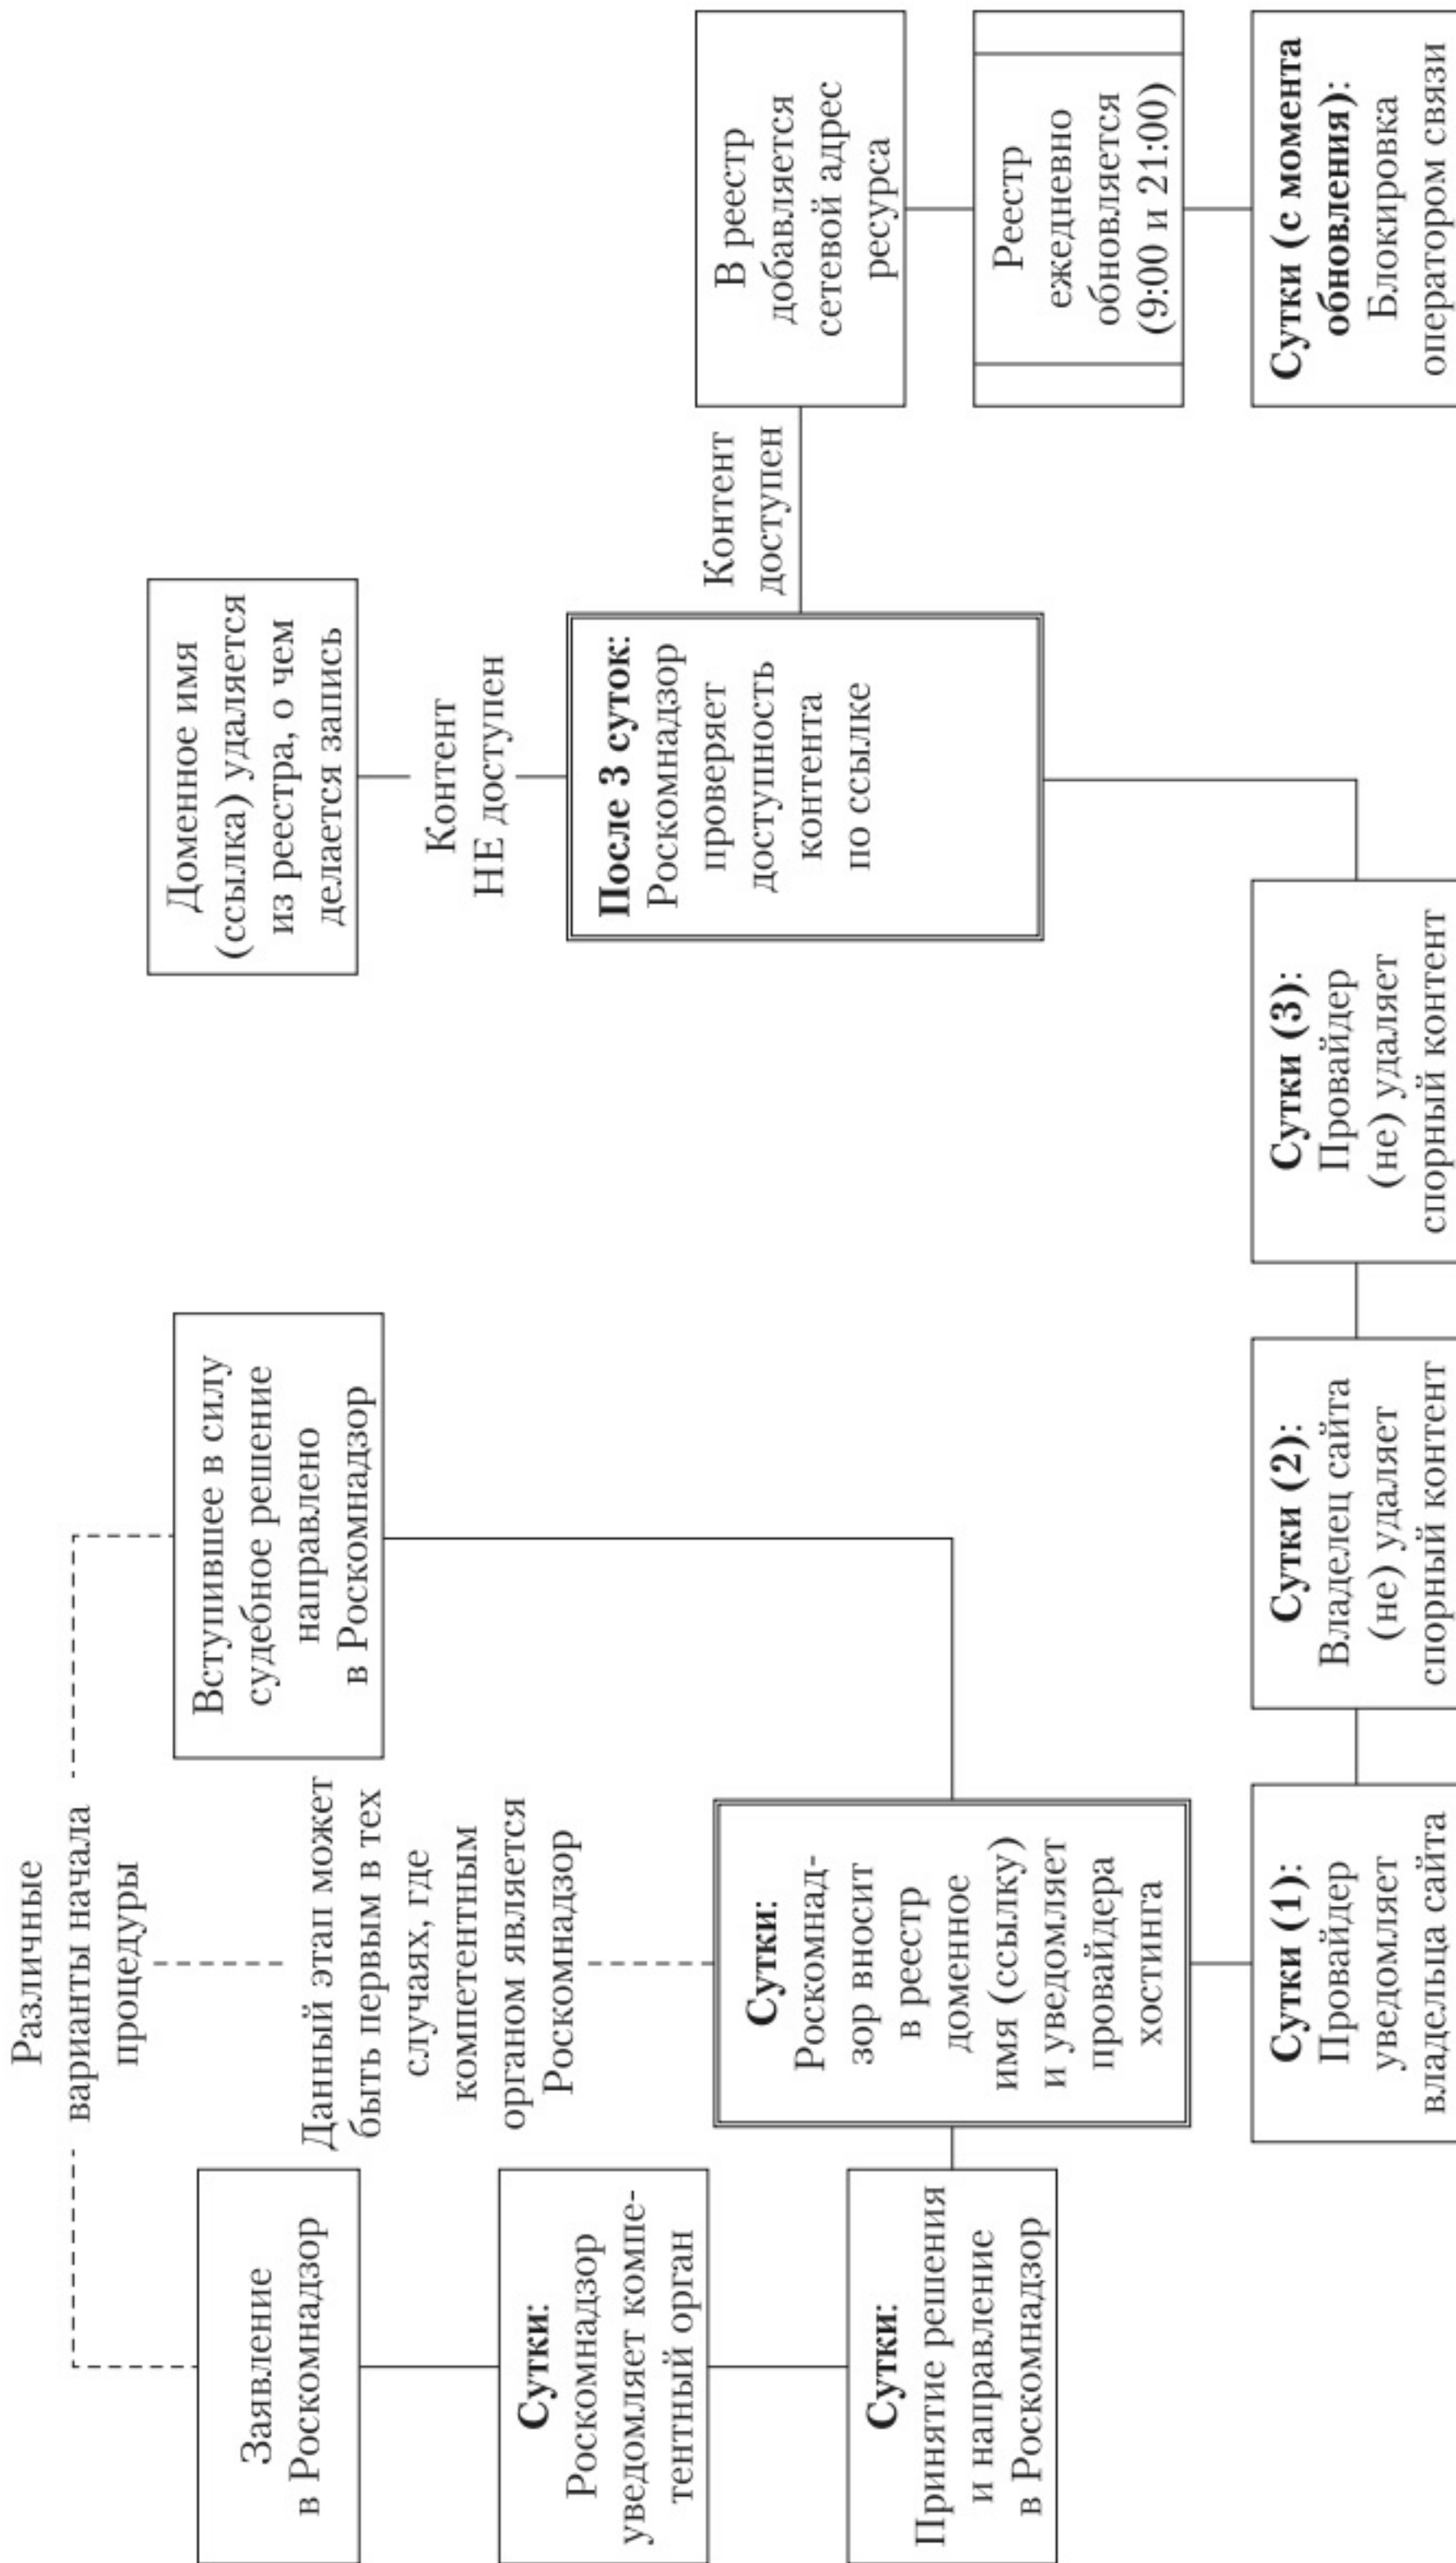 Различные
варианты начала
процедуры
Заявление
в Роскомнадзор
Сутки:
Роскомнадзор
уведомляет компе-
тентный орган
Сутки:
Принятие решения
и направление
в Роскомнадзор
Данный этап может
быть первым в тех
случаях, где
компетентным
органом является
Роскомнадзор
Вступившее в силу
судебное решение
направлено
в Роскомнадзор
Сутки:
Роскомнад-
зор вносит
в реестр
доменное
имя (ссылку)
и уведомляет
провайдера
хостинга
Сутки (1):
Провайдер
уведомляет
владельца сайта
Сутки (2):
Владелец сайта
(не) удаляет
спорный контент
Сутки (3):
Провайдер
(не) удаляет
спорный контент
После 3 суток:
Роскомнадзор
проверяет
доступность
контента
по ссылке
Контент
НЕ доступен
Доменное имя
(ссылка) удаляется
из реестра, о чем
делается запись
Контент
доступен
В реестр
добавляется
сетевой адрес
ресурса
Реестр
ежедневно
обновляется
(9:00 и 21:00)
Сутки (с момента
обновления):
Блокировка
оператором связи